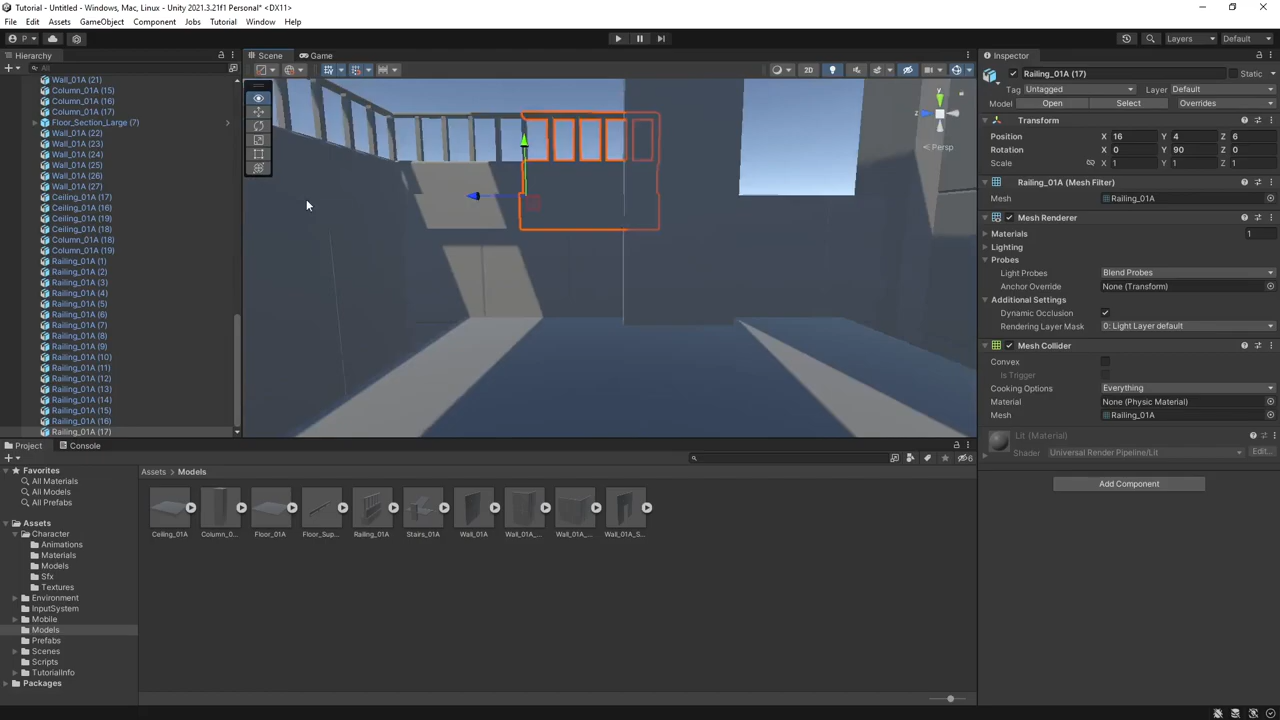 Tutorial - Untitled - Windows, Mac, Linux - Unity 2021.3.21f1 Personal* <DX11>
File Edit Assets GameObject Component Jobs Tutorial Window Help
P Layers Default
Hierarchy Scene Game Inspector
All 2D
Wall_01A (21)
Column_01A (15)
Column_01A (16)
Column_01A (17)
Floor_Section_Large (7)
Wall_01A (22)
Wall_01A (23)
Wall_01A (24)
Wall_01A (25)
Wall_01A (26)
Wall_01A (27)
Ceiling_01A (17)
Ceiling_01A (16)
Ceiling_01A (19)
Ceiling_01A (18)
Column_01A (18)
Column_01A (19)
Railing_01A (1)
Railing_01A (2)
Railing_01A (3)
Railing_01A (4)
Railing_01A (5)
Railing_01A (6)
Railing_01A (7)
Railing_01A (8)
Railing_01A (9)
Railing_01A (10)
Railing_01A (11)
Railing_01A (12)
Railing_01A (13)
Railing_01A (14)
Railing_01A (15)
Railing_01A (16)
Railing_01A (17)
y
z
Persp
Railing_01A (17) Static
Tag Untagged Layer Default
Model Open Select Overrides
Transform
Position X 16 Y 4 Z 6
Rotation X 0 Y 90 Z 0
Scale X 1 Y 1 Z 1
Railing_01A (Mesh Filter)
Mesh Railing_01A
Mesh Renderer
Materials 1
Lighting
Probes
Light Probes Blend Probes
Anchor Override None (Transform)
Additional Settings
Dynamic Occlusion
Rendering Layer Mask 0: Light Layer default
Mesh Collider
Convex
Is Trigger
Cooking Options Everything
Material None (Physic Material)
Mesh Railing_01A
Lit (Material)
Shader Universal Render Pipeline/Lit Edit...
Add Component
Project Console
6
Favorites
All Materials
All Models
All Prefabs
Assets
Character
Animations
Materials
Models
Sfx
Textures
Environment
InputSystem
Mobile
Models
Prefabs
Scenes
Scripts
TutorialInfo
Packages
Assets Models
Ceiling_01A Column_0... Floor_01A Floor_Sup... Railing_01A Stairs_01A Wall_01A Wall_01A_... Wall_01A_... Wall_01A_S...